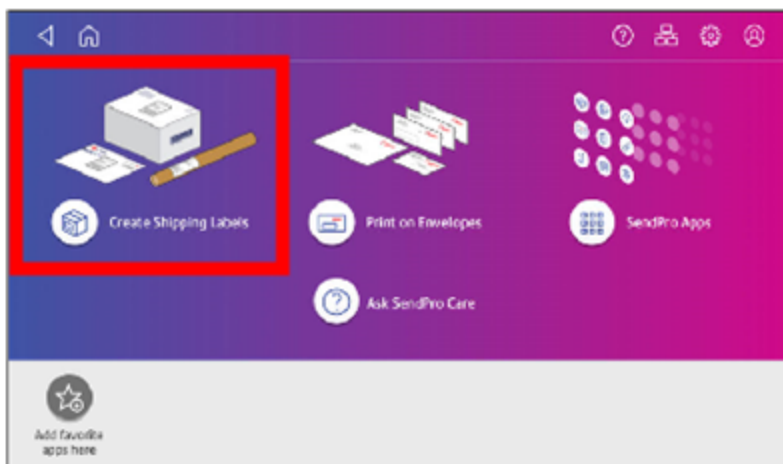 Create Shipping Labels
Print on Envelopes
SendPro Apps
Ask SendPro Care
Add favorite
apps here